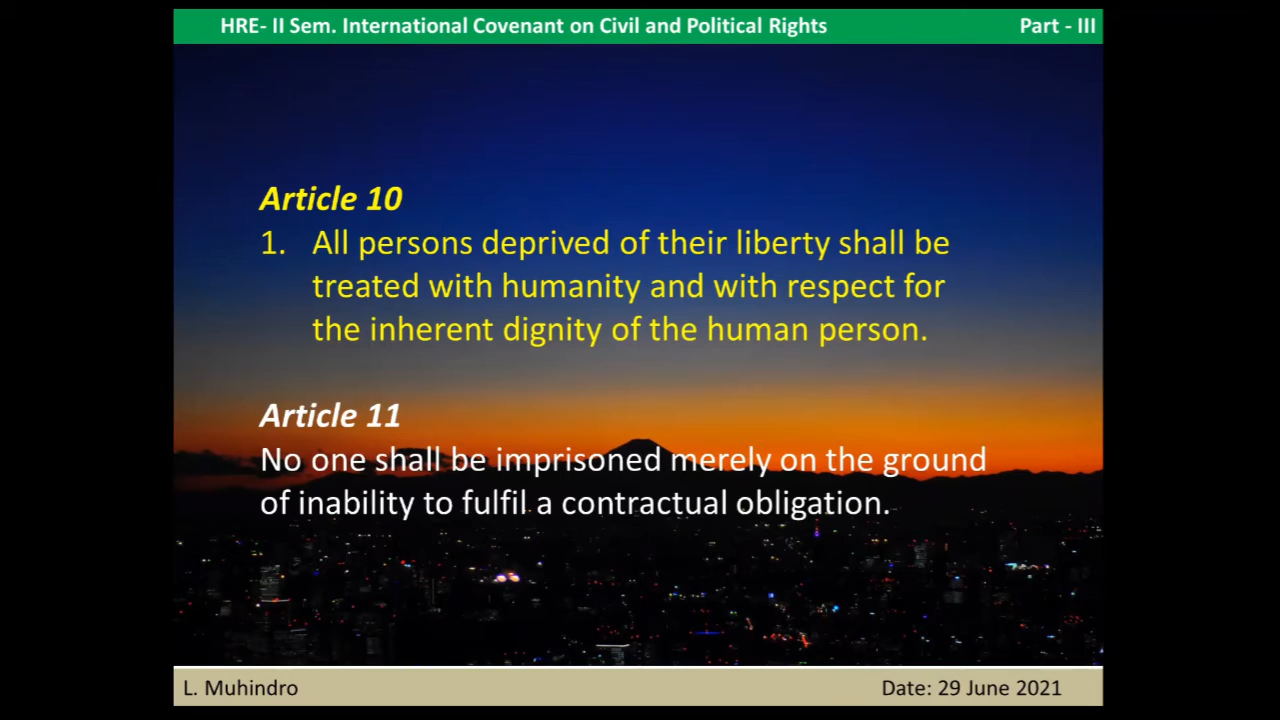 HRE- II Sem. International Covenant on Civil and Political Rights
Part - III
Article 10
1. All persons deprived of their liberty shall be
treated with humanity and with respect for
the inherent dignity of the human person.
Article 11
No one shall be imprisoned merely on the ground
of inability to fulfil a contractual obligation.
L. Muhindro
Date: 29 June 2021